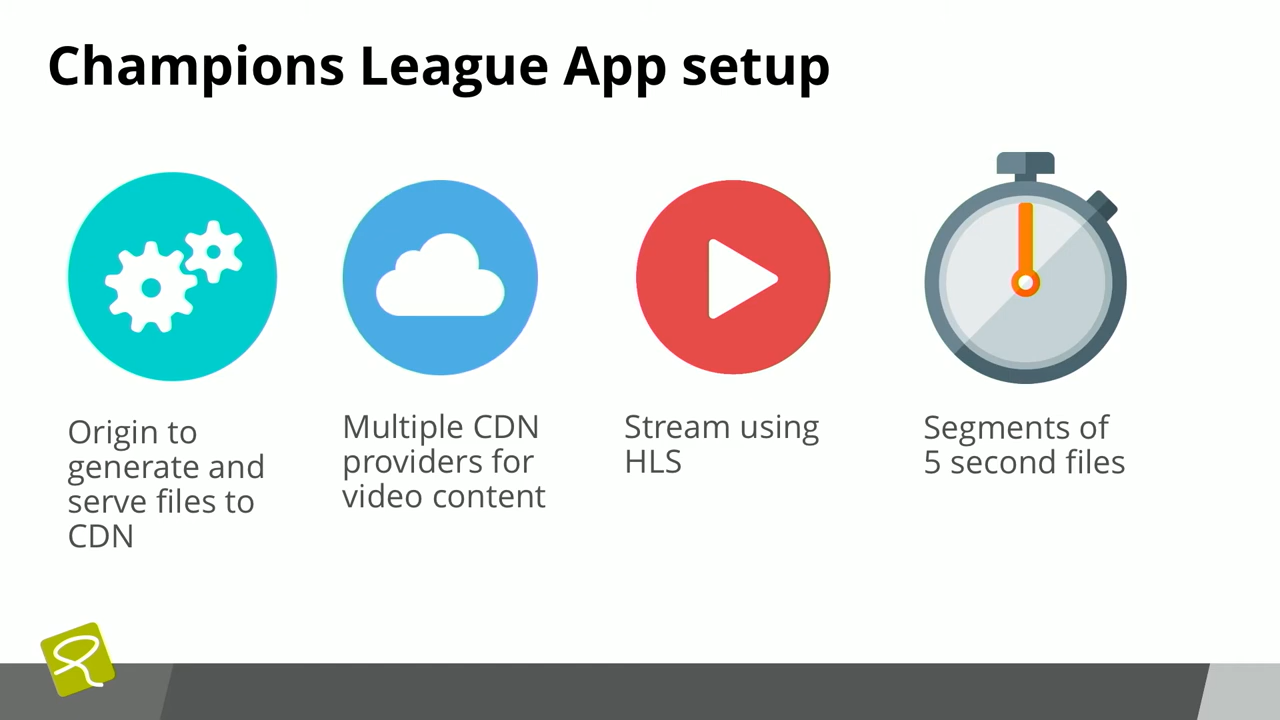 Champions League App setup
Origin to
generate and
serve files to
CDN
Multiple CDN
providers for
video content
Stream using
HLS
Segments of
5 second files